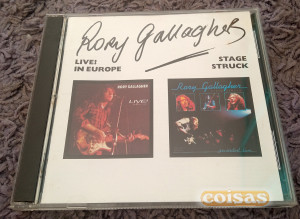 Rory Gallagher
LIVE! STAGE
IN EUROPE STRUCK
RORY GALLAGHER
LIVE!
Rory Gallagher
coisas